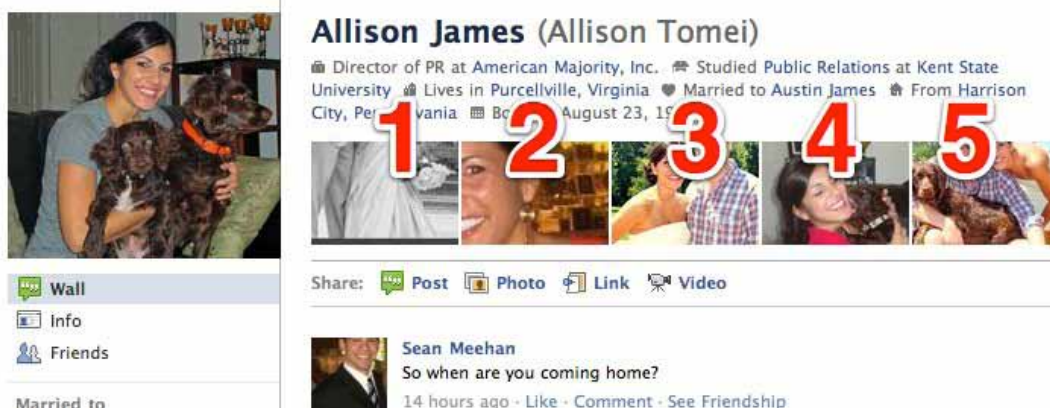 Allison James (Allison Tomei)
Director of PR at American Majority, Inc. Studied Public Relations at Kent State
University Lives in Purcellville, Virginia Married to Austin James From Harrison
City, vania August 23,
1 2 3 4 5
Share: Post Photo Link Video
Wall
Info
Friends
Married to
Sean Meehan
So when are you coming home?
14 hours ago · Like · Comment · See Friendship